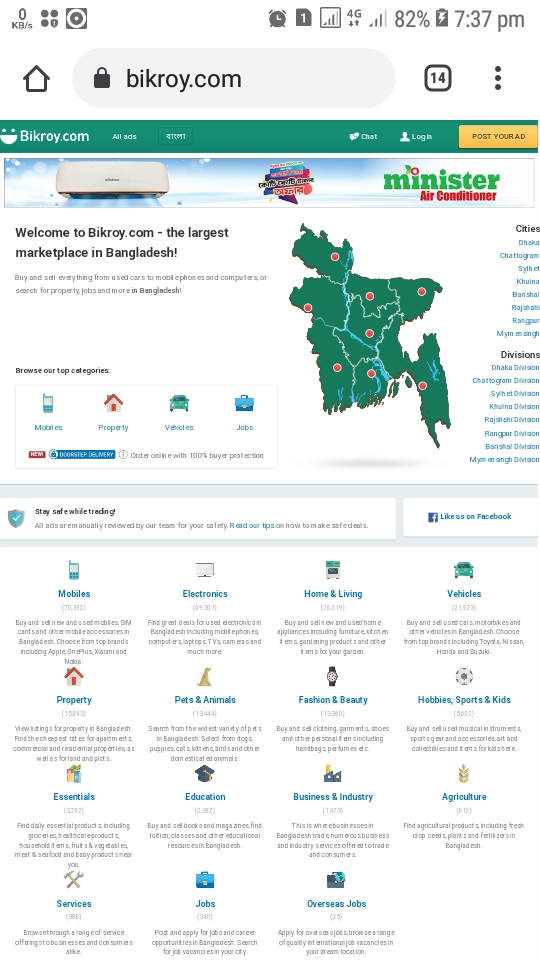 0
KB/s
1
4G
82%
7:37 pm
bikroy.com
14
Bikroy.com
All ads
বাংলা
Chat
Login
POST YOUR AD
minister
Air Conditioner
Welcome to Bikroy.com - the largest
marketplace in Bangladesh!
Buy and sell everything from used cars to mobile phones and computers, or
search for property, jobs and more in Bangladesh!
Browse our top categories:
Mobiles
Property
Vehicles
Jobs
NEW! DOORSTEP DELIVERY Order online with 100% buyer protection
Cities
Dhaka
Chattogram
Sylhet
Khulna
Barishal
Rajshahi
Rangpur
Mymensingh
Divisions
Dhaka Division
Chattogram Division
Sylhet Division
Khulna Division
Rajshahi Division
Rangpur Division
Barishal Division
Mymensingh Division
Stay safe while trading!
All ads are manually reviewed by our team for your safety. Read our tips on how to make safe deals.
Like us on Facebook
Mobiles
(70,392)
Buy and sell new and used mobiles, SIM
cards and other mobile accessories in
Bangladesh. Choose from top brands
including Apple, OnePlus, Xiaomi and
Nokia.
Electronics
Find great deals for used electronics in
Bangladesh including mobile phones,
computers, laptops, TVs, cameras and
much more.
Home & Living
(26,219)
Buy and sell new and used home
appliances including furniture, kitchen
items, gardening products and other
items for your garden.
Vehicles
(21,923)
Buy and sell used cars, motorbikes and
other vehicles in Bangladesh. Choose
from top brands including Toyota, Nissan,
Honda and Suzuki.
Property
(15,093)
View listings for property in Bangladesh.
Find the cheapest rates for apartments,
commercial and residential properties, as
well as for land and plots.
Pets & Animals
(13,444)
Search from the widest variety of pets
in Bangladesh. Select from dogs,
puppies, cats, kittens, birds and other
domesticated animals.
Fashion & Beauty
(13,360)
Buy and sell clothing, garments, shoes
and other personal items including
handbags, perfumes etc.
Hobbies, Sports & Kids
(5,602)
Buy and sell used musical instruments,
sports gear and accessories, art and
collectibles and items for kids here.
Essentials
(3,292)
Find daily essential products, including
groceries, healthcare products,
household items, fruits & vegetables,
meat & seafood and baby product near
you.
Education
(2,362)
Buy and sell books and magazines, find
tuition, classes and other educational
resources in Bangladesh.
Business & Industry
(1,473)
This is where businesses in
Bangladesh trade; numerous business
and industry services offered to trade
and consumers.
Agriculture
(612)
Find agricultural products, including fresh
crop seeds, plants and fertilizers in
Bangladesh.
Services
(388)
Browse through a range of service
offerings to businesses and consumers
alike.
Jobs
(340)
Post and apply for jobs and career
opportunities in Bangladesh. Search
for job vacancies in your city.
Overseas Jobs
(25)
Apply for overseas jobs, browse a range
of quality international job vacancies in
your dream location.